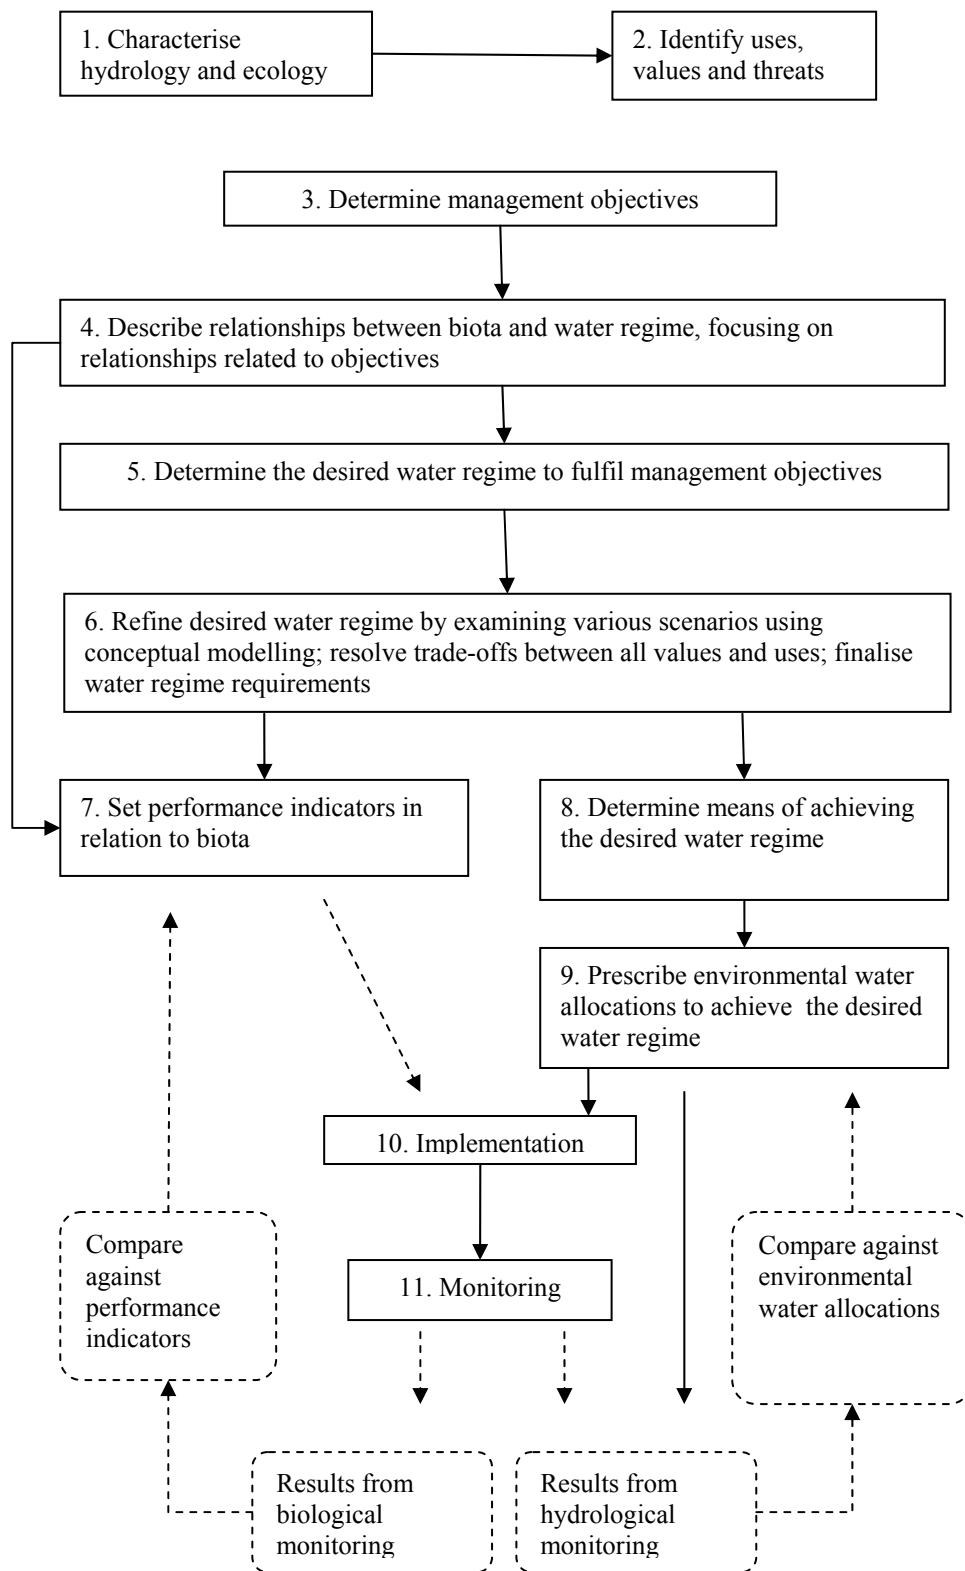 1. Characterise
hydrology and ecology
2. Identify uses,
values and threats
3. Determine management objectives
4. Describe relationships between biota and water regime, focusing on
relationships related to objectives
5. Determine the desired water regime to fulfil management objectives
6. Refine desired water regime by examining various scenarios using
conceptual modelling; resolve trade-offs between all values and uses; finalise
water regime requirements
7. Set performance indicators in
relation to biota
8. Determine means of achieving
the desired water regime
9. Prescribe environmental water
allocations to achieve  the desired
water regime
10. Implementation
11. Monitoring
Compare
against
performance
indicators
Compare against
environmental
water allocations
Results from
biological
monitoring
Results from
hydrological
monitoring